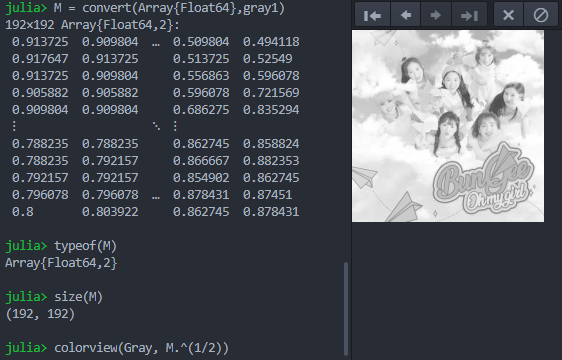 julia> M = convert(Array{Float64},gray1)
192×192 Array{Float64,2}:
 0.913725  0.909804  …  0.509804  0.494118
 0.917647  0.913725     0.513725  0.52549
 0.913725  0.909804     0.556863  0.596078
 0.905882  0.905882     0.596078  0.721569
 0.909804  0.909804     0.686275  0.835294
 ⋮                   ⋱  ⋮
 0.788235  0.788235     0.862745  0.858824
 0.788235  0.792157     0.866667  0.882353
 0.792157  0.792157     0.854902  0.862745
 0.796078  0.796078  …  0.878431  0.87451
 0.8       0.803922     0.862745  0.878431
julia> typeof(M)
Array{Float64,2}
julia> size(M)
(192, 192)
julia> colorview(Gray, M.^(1/2))
BunGee
Oh my girl